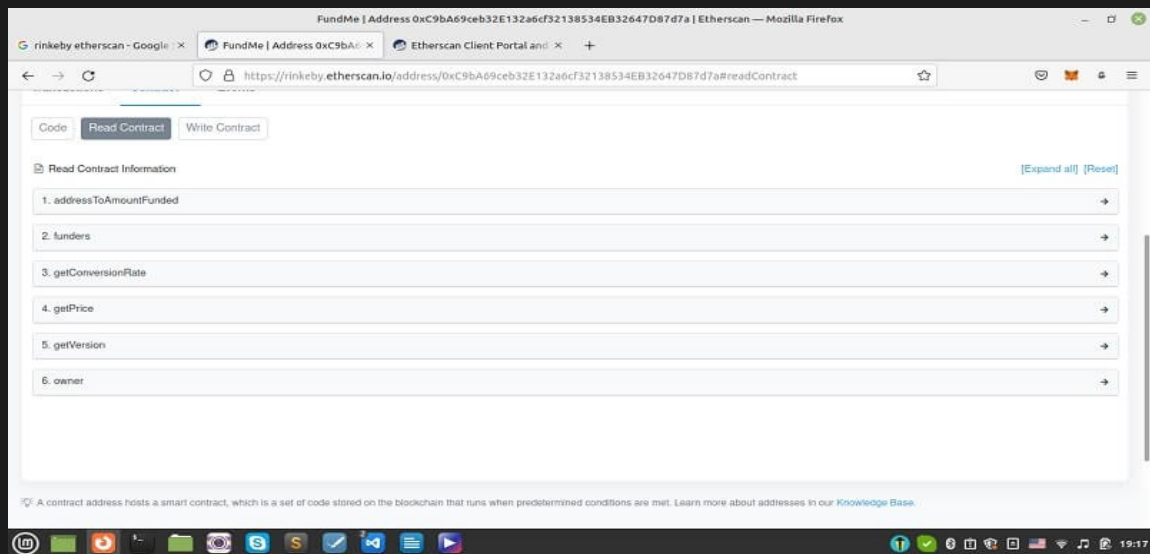 FundMe | Address 0xC9bA69ceb32E132a6cf32138534EB32647D87d7a | Etherscan — Mozilla Firefox
rinkeby etherscan - Google
FundMe | Address 0xC9bA6
Etherscan Client Portal and
https://rinkeby.etherscan.io/address/0xC9bA69ceb32E132a6cf32138534EB32647D87d7a#readContract
Code
Read Contract
Write Contract
Read Contract Information
[Expand all] [Reset]
1. addressToAmountFunded
2. funders
3. getConversionRate
4. getPrice
5. getVersion
6. owner
A contract address hosts a smart contract, which is a set of code stored on the blockchain that runs when predetermined conditions are met. Learn more about addresses in our Knowledge Base.
19:17